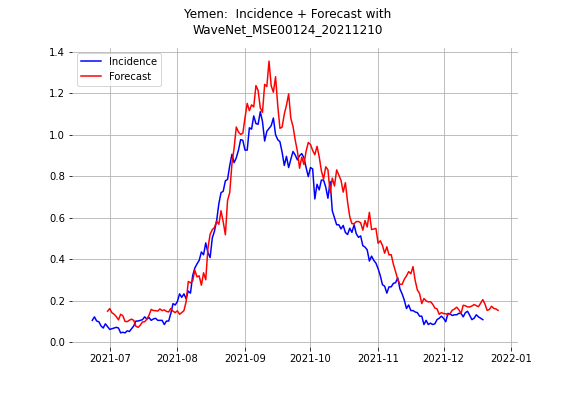 Yemen:  Incidence + Forecast with
WaveNet_MSE00124_20211210
Incidence
Forecast
1.4
1.2
1.0
0.8
0.6
0.4
0.2
0.0
2021-07 2021-08 2021-09 2021-10 2021-11 2021-12 2022-01